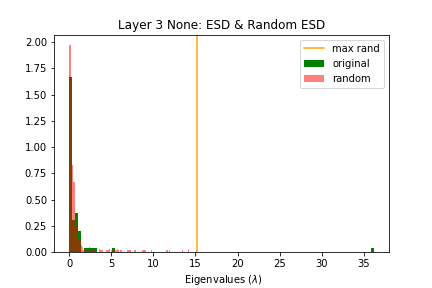 Layer 3 None: ESD & Random ESD
max rand
original
random
2.00
1.75
1.50
1.25
1.00
0.75
0.50
0.25
0.00
0 5 10 15 20 25 30 35
Eigenvalues (λ)